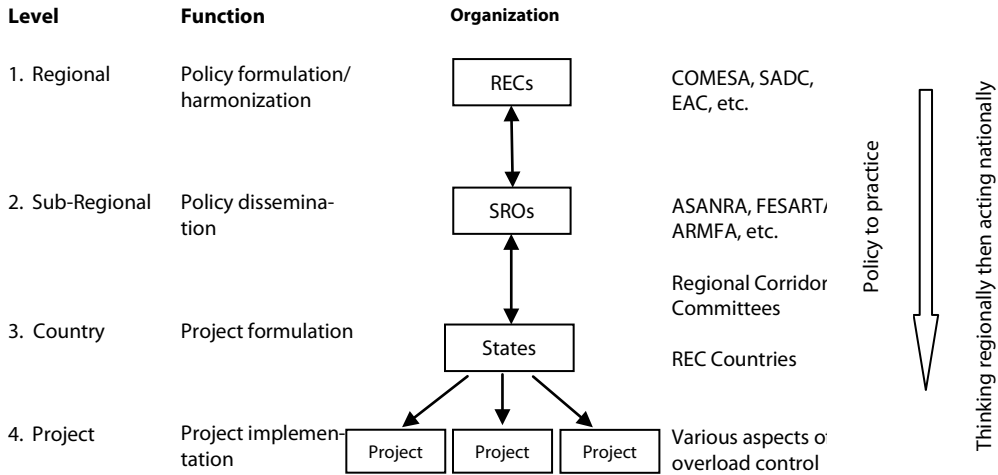 Level Function Organization
1. Regional Policy formulation/ RECs COMESA, SADC,
harmonization EAC, etc.
2. Sub-Regional Policy dissemina- SROs ASANRA, FESARTA
tion ARMFA, etc.
Regional Corridor
Committees
3. Country Project formulation States REC Countries
4. Project Project implemen- Project Project Project Various aspects of
tation overload control
Policy to practice
Thinking regionally then acting nationally